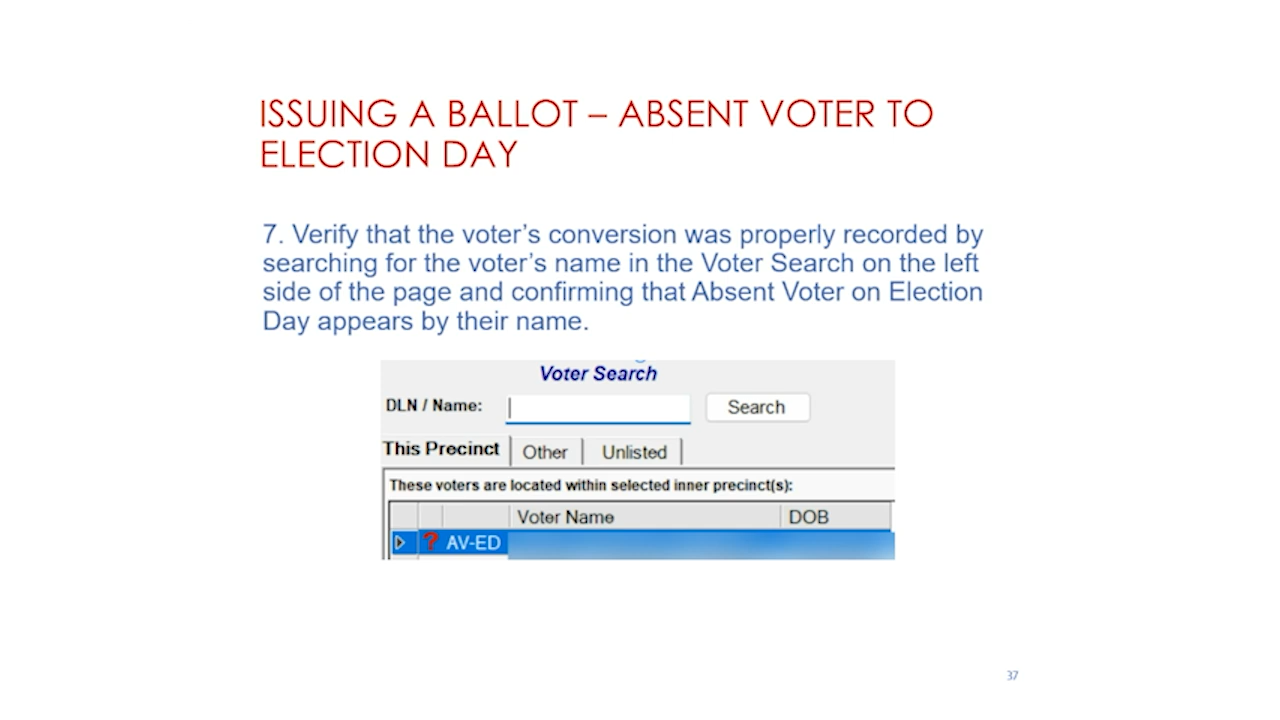 ISSUING A BALLOT – ABSENT VOTER TO
ELECTION DAY
7. Verify that the voter's conversion was properly recorded by
searching for the voter's name in the Voter Search on the left
side of the page and confirming that Absent Voter on Election
Day appears by their name.
Voter Search
DLN / Name:
Search
This Precinct
Other
Unlisted
These voters are located within selected inner precinct(s):
Voter Name
DOB
? AV-ED
37